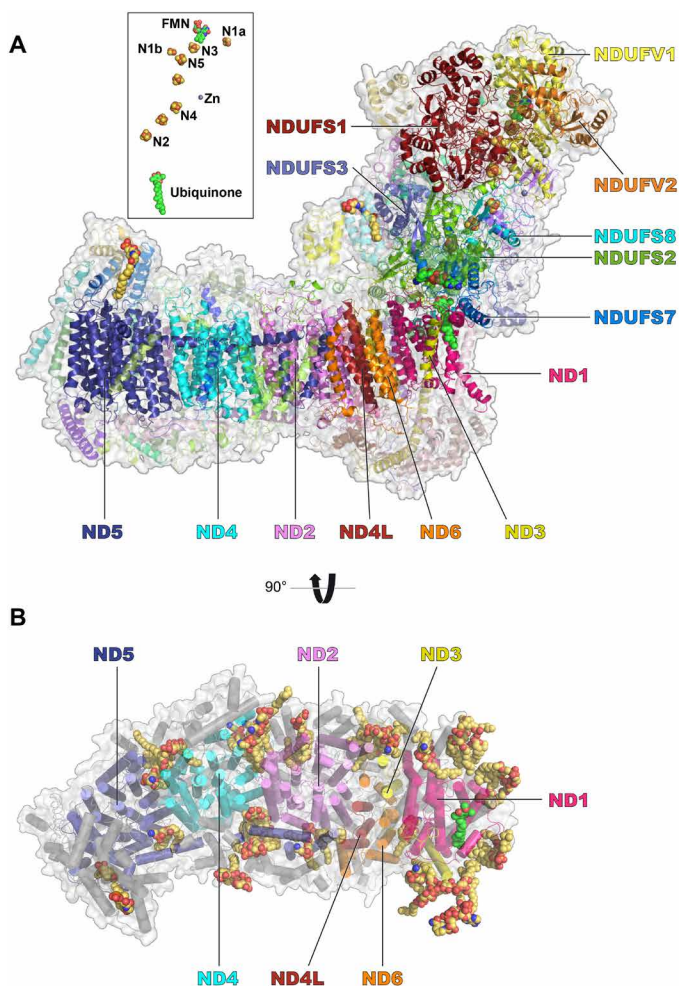 A
FMN
N1a
N1b
N3
N5
Zn
N4
N2
Ubiquinone
NDUFV1
NDUFS1
NDUFS3
NDUFV2
NDUFS8
NDUFS2
NDUFS7
ND1
ND5
ND4
ND2
ND4L
ND6
ND3
90°
B
ND5
ND2
ND3
ND1
ND4
ND4L
ND6